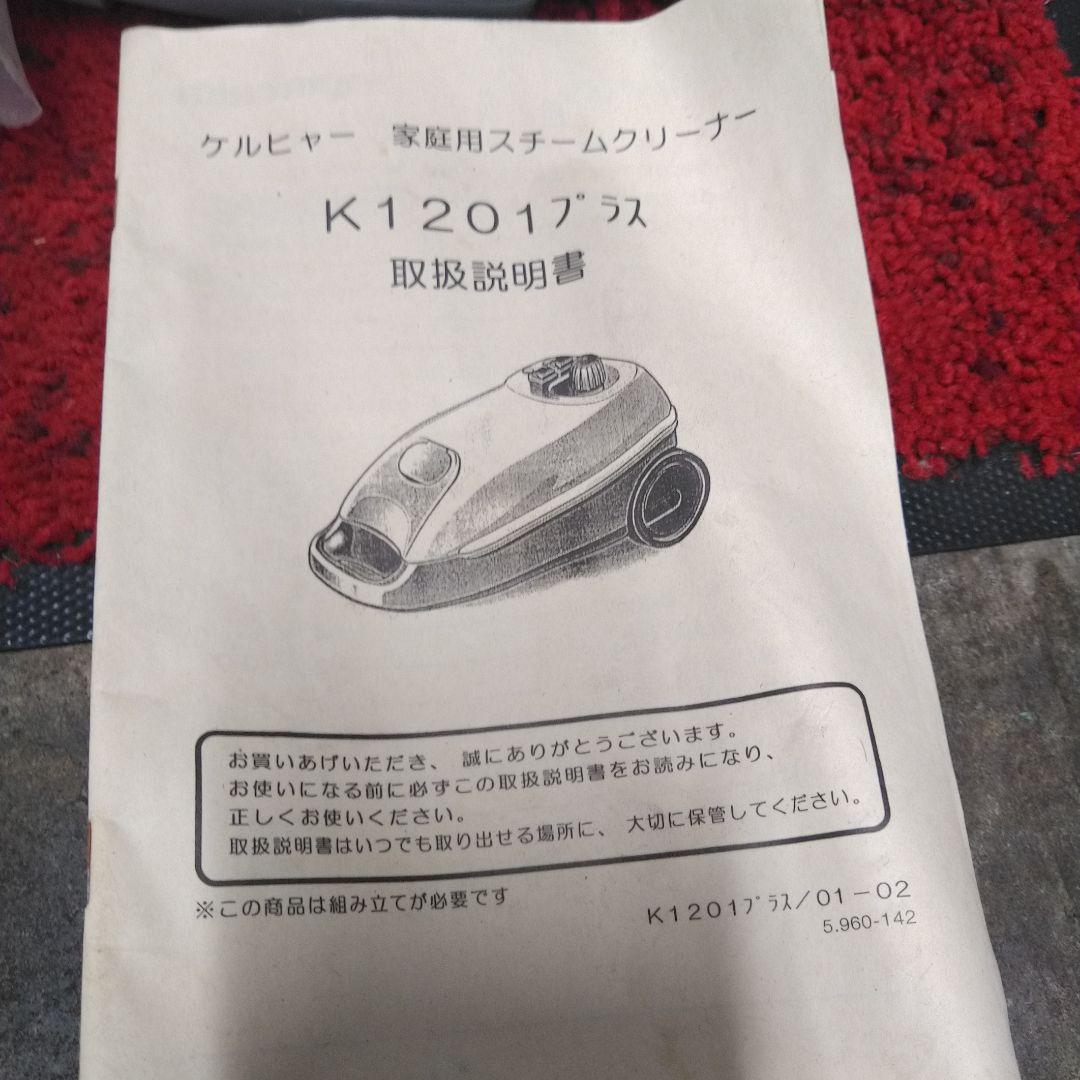 ケルヒャー 家庭用スチームクリーナー
K1201プラス
取扱説明書
お買いあげいただき、誠にありがとうございます。
お使いになる前に必ずこの取扱説明書をお読みになり、
正しくお使いください。
取扱説明書はいつでも取り出せる場所に、大切に保管してください。
※この商品は組み立てが必要です
K1201プラス/01-02
5.960-142